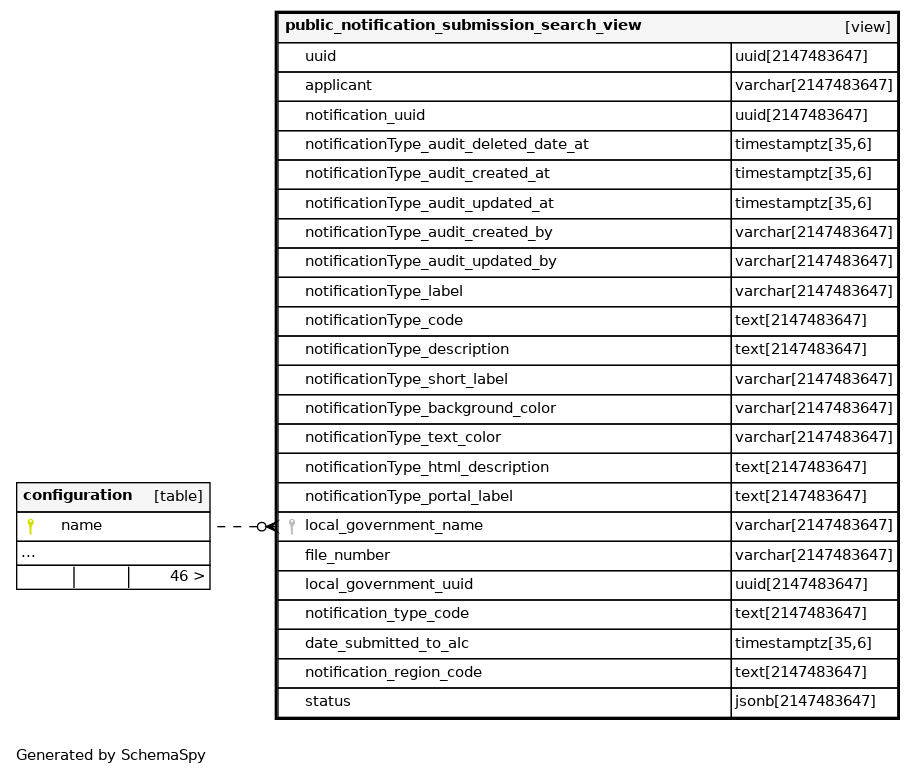 public_notification_submission_search_view [view]
uuid uuid[2147483647]
applicant varchar[2147483647]
notification_uuid uuid[2147483647]
notificationType_audit_deleted_date_at timestamptz[35,6]
notificationType_audit_created_at timestamptz[35,6]
notificationType_audit_updated_at timestamptz[35,6]
notificationType_audit_created_by varchar[2147483647]
notificationType_audit_updated_by varchar[2147483647]
notificationType_label varchar[2147483647]
notificationType_code text[2147483647]
notificationType_description text[2147483647]
notificationType_short_label varchar[2147483647]
notificationType_background_color varchar[2147483647]
notificationType_text_color varchar[2147483647]
notificationType_html_description text[2147483647]
notificationType_portal_label text[2147483647]
local_government_name varchar[2147483647]
file_number varchar[2147483647]
local_government_uuid uuid[2147483647]
notification_type_code text[2147483647]
date_submitted_to_alc timestamptz[35,6]
notification_region_code text[2147483647]
status jsonb[2147483647]
configuration [table]
name
...
46 >
Generated by SchemaSpy